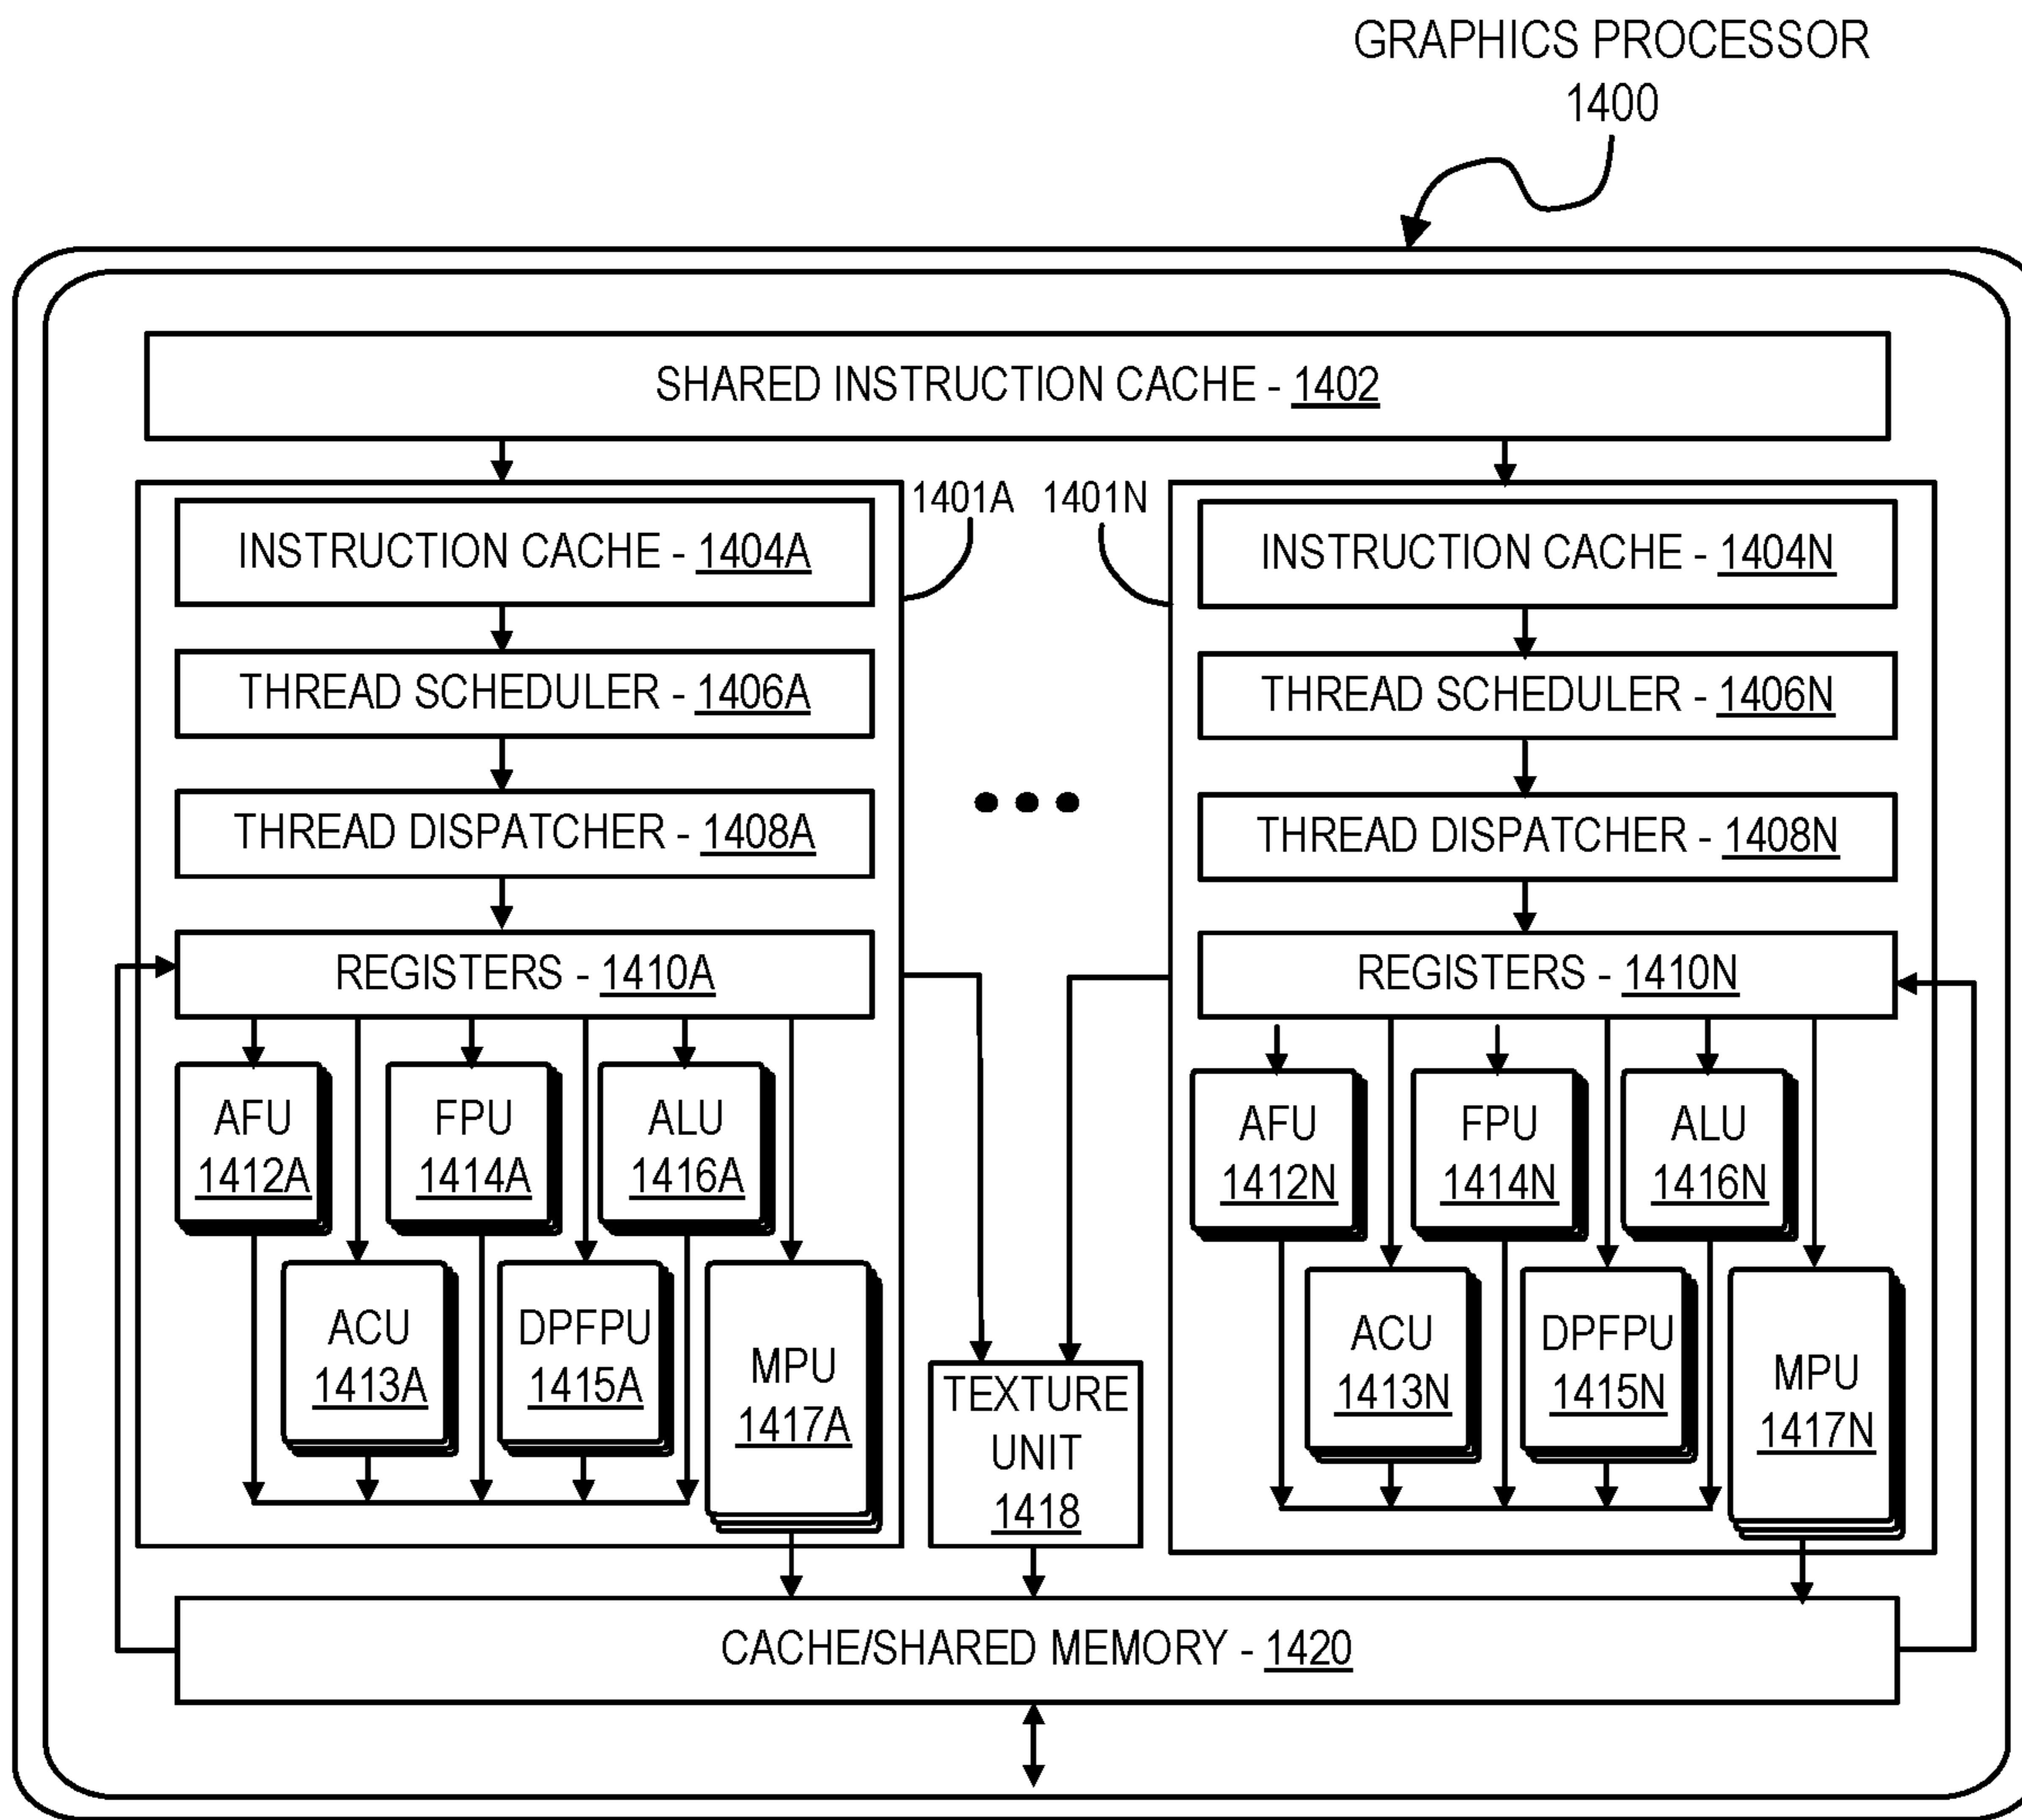 GRAPHICS PROCESSOR
1400
SHARED INSTRUCTION CACHE - 1402
1401A
1401N
INSTRUCTION CACHE - 1404A
THREAD SCHEDULER - 1406A
THREAD DISPATCHER - 1408A
REGISTERS - 1410A
AFU
1412A
FPU
1414A
ALU
1416A
ACU
1413A
DPFPU
1415A
MPU
1417A
TEXTURE
UNIT
1418
INSTRUCTION CACHE - 1404N
THREAD SCHEDULER - 1406N
THREAD DISPATCHER - 1408N
REGISTERS - 1410N
AFU
1412N
FPU
1414N
ALU
1416N
ACU
1413N
DPFPU
1415N
MPU
1417N
CACHE/SHARED MEMORY - 1420